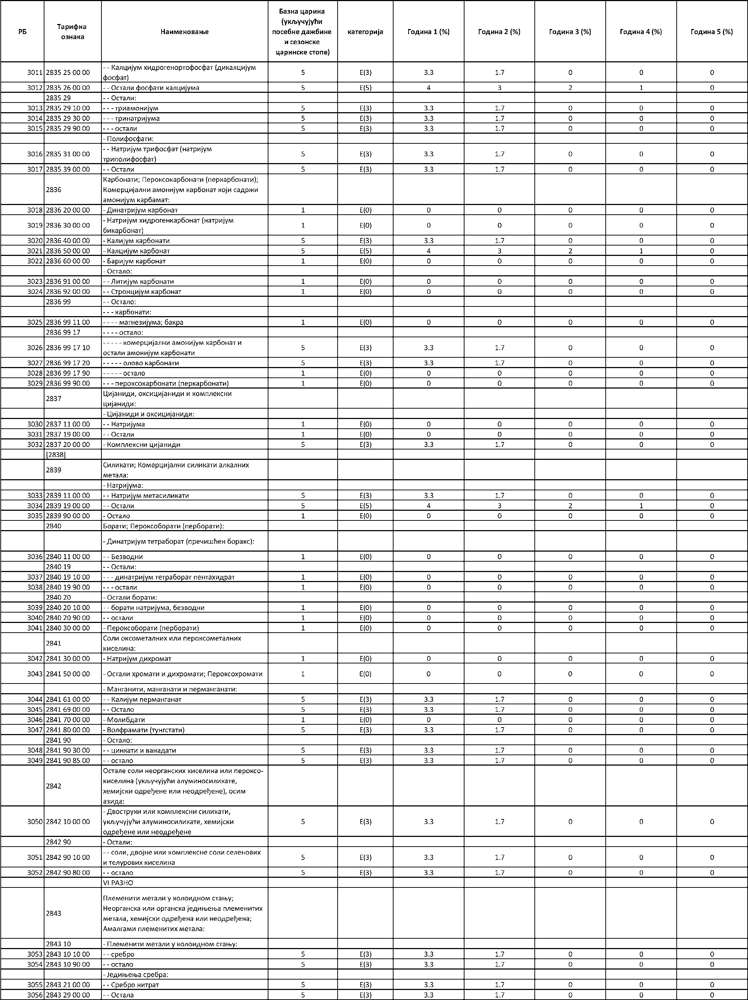 РБ Тарифна ознака Наименовање Базна царина (укључујући посебне дажбине и сезонске царинске стопе) категорија Година 1 (%) Година 2 (%) Година 3 (%) Година 4 (%) Година 5 (%)
3011 2835 25 00 00 - - Калцијум хидрогенортофосфат (дикалцијум фосфат) 5 E(3) 3.3 1.7 0 0 0
3012 2835 26 00 00 - - Остали фосфати калцијума 5 E(5) 4 3 2 1 0
2835 29 - - Остали:
3013 2835 29 10 00 - - - триамонијум 5 E(3) 3.3 1.7 0 0 0
3014 2835 29 30 00 - - - тринатријума 5 E(3) 3.3 1.7 0 0 0
3015 2835 29 90 00 - - - остали 5 E(3) 3.3 1.7 0 0 0
- Полифосфати:
3016 2835 31 00 00 - - Натријум трифосфат (натријум триполифосфат) 5 E(3) 3.3 1.7 0 0 0
3017 2835 39 00 00 - - Остали 5 E(3) 3.3 1.7 0 0 0
2836 Карбонати; Пероксокарбонати (перкарбонати); Комерцијални амонијум карбонат који садржи амонијум карбамат:
3018 2836 20 00 00 - Динатријум карбонат 1 E(0) 0 0 0 0 0
3019 2836 30 00 00 - Натријум хидрогенкарбонат (натријум бикарбонат) 1 E(0) 0 0 0 0 0
3020 2836 40 00 00 - Калијум карбонати 5 E(3) 3.3 1.7 0 0 0
3021 2836 50 00 00 - Калцијум карбонат 5 E(5) 4 3 2 1 0
3022 2836 60 00 00 - Баријум карбонат 1 E(0) 0 0 0 0 0
- Остало:
3023 2836 91 00 00 - - Литијум карбонати 1 E(0) 0 0 0 0 0
3024 2836 92 00 00 - - Стронцијум карбонат 1 E(0) 0 0 0 0 0
2836 99 - - Остало:
- - - карбонати:
3025 2836 99 11 00 - - - - магнезијума; бакра 1 E(0) 0 0 0 0 0
2836 99 17 - - - - остало:
3026 2836 99 17 10 - - - - - комерцијални амонијум карбонат и остали амонијум карбонати 5 E(3) 3.3 1.7 0 0 0
3027 2836 99 17 20 - - - - - олово карбонати 5 E(3) 3.3 1.7 0 0 0
3028 2836 99 17 90 - - - - - остало 1 E(0) 0 0 0 0 0
3029 2836 99 90 00 - - - пероксокарбонати (перкарбонати) 1 E(0) 0 0 0 0 0
2837 Цијаниди, оксицијаниди и комплексни цијаниди:
- Цијаниди и оксицијаниди:
3030 2837 11 00 00 - - Натријума 1 E(0) 0 0 0 0 0
3031 2837 19 00 00 - - Остали 1 E(0) 0 0 0 0 0
3032 2837 20 00 00 - Комплексни цијаниди 5 E(3) 3.3 1.7 0 0 0
[2838]
2839 Силикати; Комерцијални силикати алкалних метала:
- Натријума:
3033 2839 11 00 00 - - Натријум метасиликати 5 E(3) 3.3 1.7 0 0 0
3034 2839 19 00 00 - - Остали 5 E(5) 4 3 2 1 0
3035 2839 90 00 00 - Остало 1 E(0) 0 0 0 0 0
2840 Борати; Пероксоборати (перборати):
- Динатријум тетраборат (пречишћен боракс):
3036 2840 11 00 00 - - Безводни 1 E(0) 0 0 0 0 0
2840 19 - - Остали:
3037 2840 19 10 00 - - - динатријум тетраборат пентахидрат 1 E(0) 0 0 0 0 0
3038 2840 19 90 00 - - - остали 1 E(0) 0 0 0 0 0
2840 20 - Остали борати:
3039 2840 20 10 00 - - борати натријума, безводни 1 E(0) 0 0 0 0 0
3040 2840 20 90 00 - - остали 1 E(0) 0 0 0 0 0
3041 2840 30 00 00 - Пероксоборати (перборати) 1 E(0) 0 0 0 0 0
2841 Соли оксометалних или пероксометалних киселина:
3042 2841 30 00 00 - Натријум дихромат 1 E(0) 0 0 0 0 0
3043 2841 50 00 00 - Остали хромати и дихромати; Пероксохромати 1 E(0) 0 0 0 0 0
- Манганити, манганати и перманганати:
3044 2841 61 00 00 - - Калијум перманганат 5 E(3) 3.3 1.7 0 0 0
3045 2841 69 00 00 - - Остало 5 E(3) 3.3 1.7 0 0 0
3046 2841 70 00 00 - Молибдати 1 E(0) 0 0 0 0 0
3047 2841 80 00 00 - Волфрамати (тунгстати) 5 E(3) 3.3 1.7 0 0 0
2841 90 - Остало:
3048 2841 90 30 00 - - цинкати и ванадати 5 E(3) 3.3 1.7 0 0 0
3049 2841 90 85 00 - - остало 5 E(3) 3.3 1.7 0 0 0
2842 Остале соли неорганских киселина или пероксо-киселина (укључујући алуминосиликате, хемијски одређене или неодређене), осим азида:
3050 2842 10 00 00 - Двоструки или комплексни силикати, укључујући алуминосиликате, хемијски одређене или неодређене 5 E(3) 3.3 1.7 0 0 0
2842 90 - Остали:
3051 2842 90 10 00 - - соли, двојне или комплексне соли селенових и телурових киселина 5 E(3) 3.3 1.7 0 0 0
3052 2842 90 80 00 - - остало 5 E(3) 3.3 1.7 0 0 0
VI РАЗНО
2843 Племенити метали у колоидном стању; Неорганска или органска једињења племенитих метала, хемијски одређена или неодређена; Амалгами племенитих метала:
2843 10 - Племенити метали у колоидном стању:
3053 2843 10 10 00 - - сребро 5 E(3) 3.3 1.7 0 0 0
3054 2843 10 90 00 - - остало 5 E(3) 3.3 1.7 0 0 0
- Једињења сребра:
3055 2843 21 00 00 - - Сребро нитрат 5 E(3) 3.3 1.7 0 0 0
3056 2843 29 00 00 - - Остала 5 E(3) 3.3 1.7 0 0 0